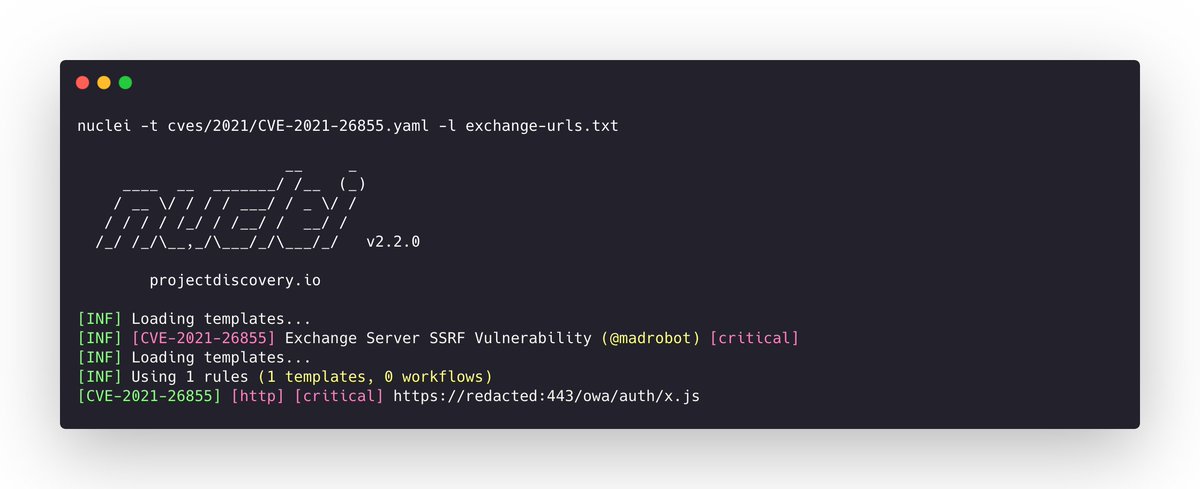 nuclei -t cves/2021/CVE-2021-26855.yaml -l exchange-urls.txt
                       __     _
     ____  __  _______/ /__  (_)
    / __ \/ / / / ___/ / _ \/ /
   / / / / /_/ / /__/ /  __/ /
  /_/ /_/\__,_/\___/_/\___/_/   v2.2.0
        projectdiscovery.io
[INF] Loading templates...
[INF] [CVE-2021-26855] Exchange Server SSRF Vulnerability (@madrobot) [critical]
[INF] Loading templates...
[INF] Using 1 rules (1 templates, 0 workflows)
[CVE-2021-26855] [http] [critical] https://redacted:443/owa/auth/x.js